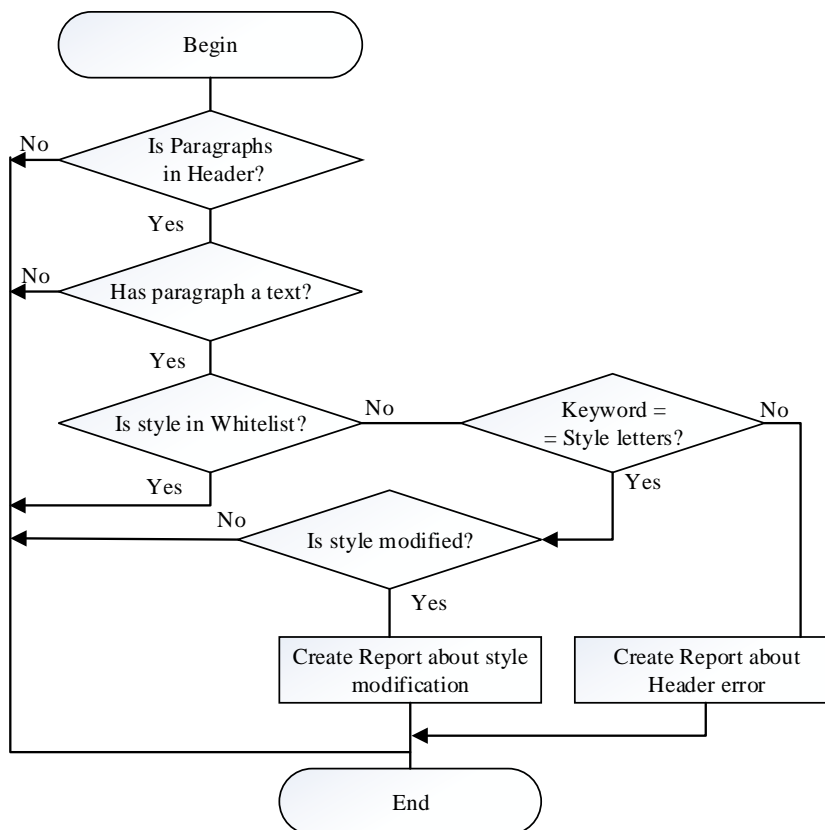 Begin
No
Is Paragraphs
in Header?
Yes
No
Has paragraph a text?
Yes
Is style in Whitelist?
No
Keyword =
= Style letters?
No
Yes
Yes
No
Is style modified?
Yes
Create Report about style
modification
Create Report about
Header error
End